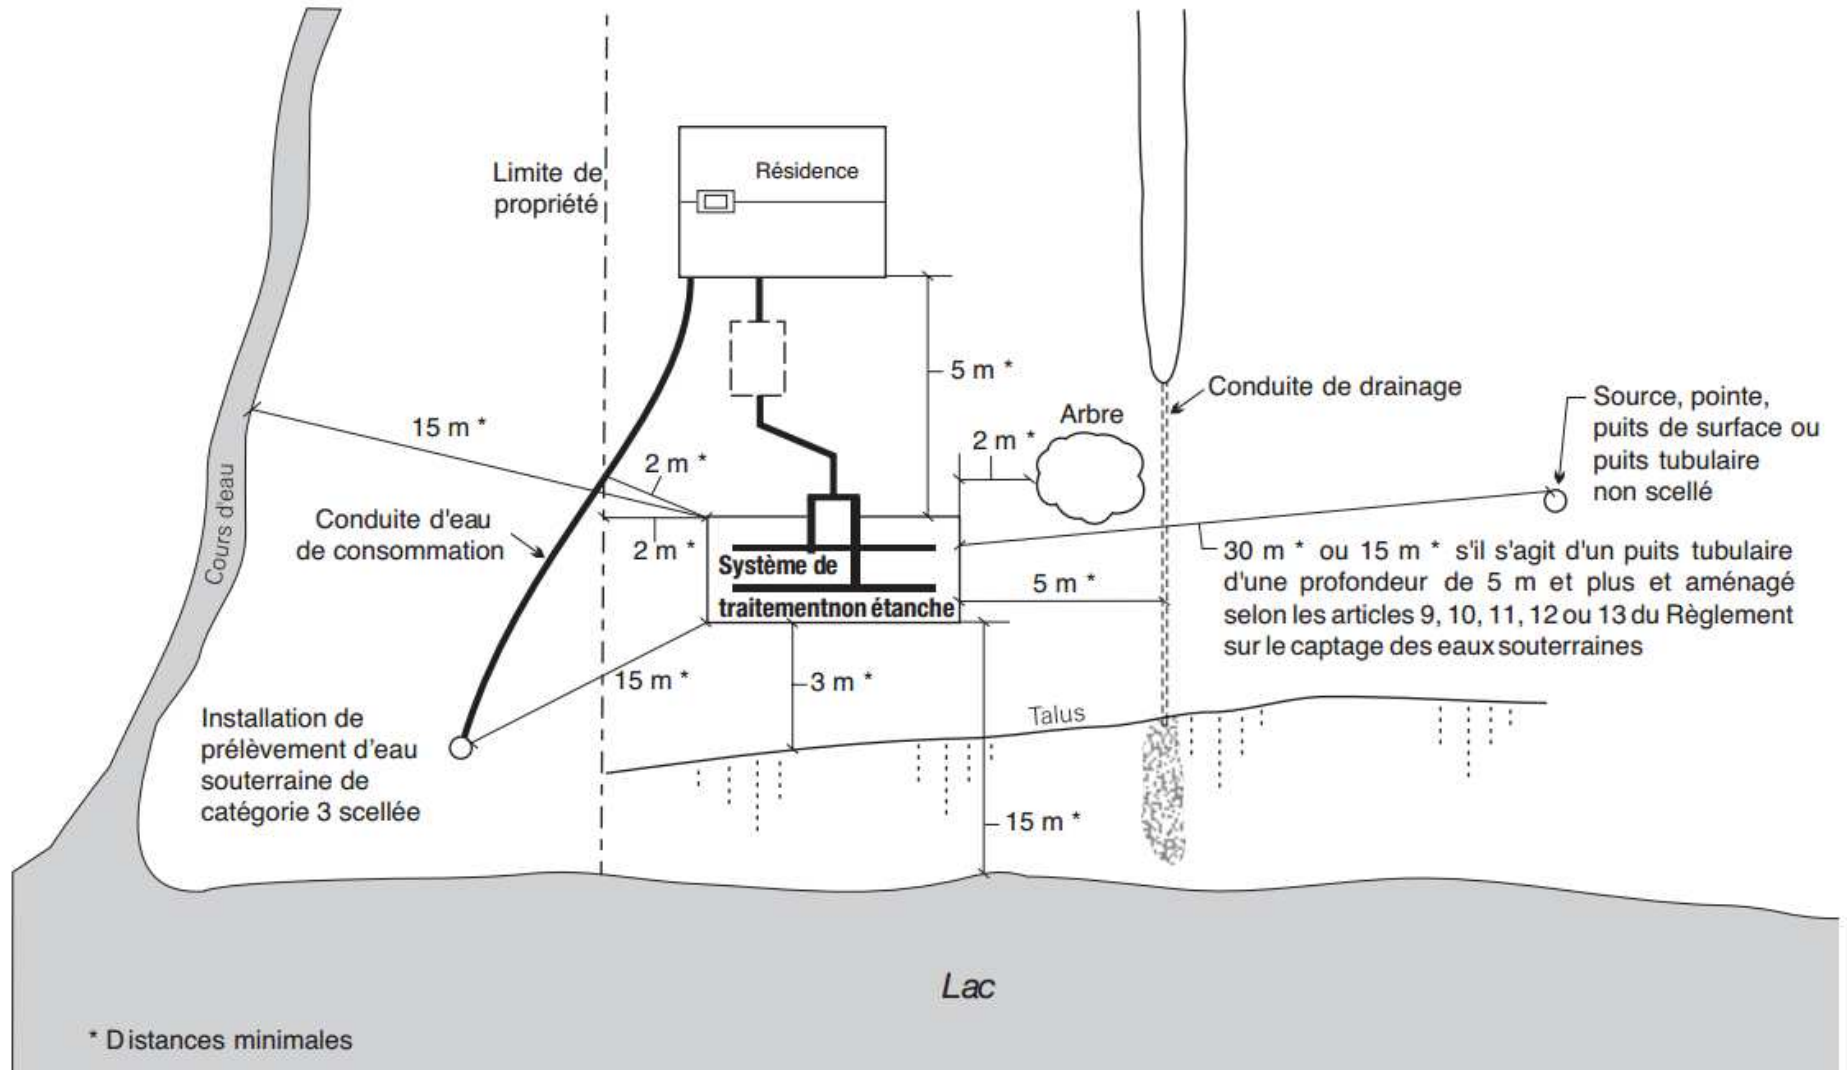 Résidence
Limite de
propriété
5 m *
Conduite de drainage
Source, pointe,
puits de surface ou
puits tubulaire
non scellé
Arbre
15 m *
2 m *
2 m *
Cours d'eau
Conduite d'eau
de consommation
2 m *
Système de
traitementnon étanche
5 m *
30 m * ou 15 m * s'il s'agit d'un puits tubulaire
d'une profondeur de 5 m et plus et aménagé
selon les articles 9, 10, 11, 12 ou 13 du Règlement
sur le captage des eaux souterraines
15 m *
3 m *
Talus
Installation de
prélèvement d'eau
souterraine de
catégorie 3 scellée
15 m *
Lac
* Distances minimales